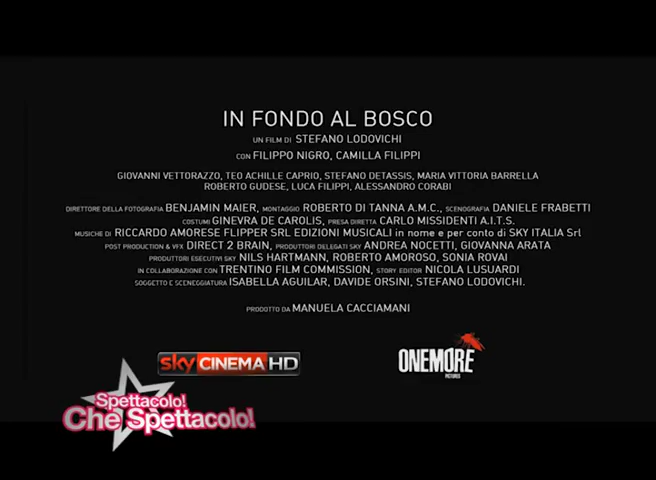 IN FONDO AL BOSCO
UN FILM DI STEFANO LODOVICHI
CON FILIPPO NIGRO, CAMILLA FILIPPI
GIOVANNI VETTORAZZO, TEO ACHILLE CAPRIO, STEFANO DETASSIS, MARIA VITTORIA BARRELLA
ROBERTO GUDESE, LUCA FILIPPI, ALESSANDRO CORABI
DIRETTORE DELLA FOTOGRAFIA BENJAMIN MAIER, MONTAGGIO ROBERTO DI TANNA A.M.C., SCENOGRAFIA DANIELE FRABETTI
COSTUMI GINEVRA DE CAROLIS, PRESA DIRETTA CARLO MISSIDENTI A.I.T.S.
MUSICHE DI RICCARDO AMORESE FLIPPER SRL EDIZIONI MUSICALI in nome e per conto di SKY ITALIA Srl
POST PRODUCTION & VFX DIRECT 2 BRAIN, PRODUTTORI DELEGATI SKY ANDREA NOCETTI, GIOVANNA ARATA
PRODUTTORI ESECUTIVI SKY NILS HARTMANN, ROBERTO AMOROSO, SONIA ROVAI
IN COLLABORAZIONE CON TRENTINO FILM COMMISSION, STORY EDITOR NICOLA LUSUARDI
SOGGETTO E SCENEGGIATURA ISABELLA AGUILAR, DAVIDE ORSINI, STEFANO LODOVICHI.
PRODOTTO DA MANUELA CACCIAMANI
sky CINEMA HD
ONEMORE
PICTURES
Spettacolo!
Che Spettacolo!